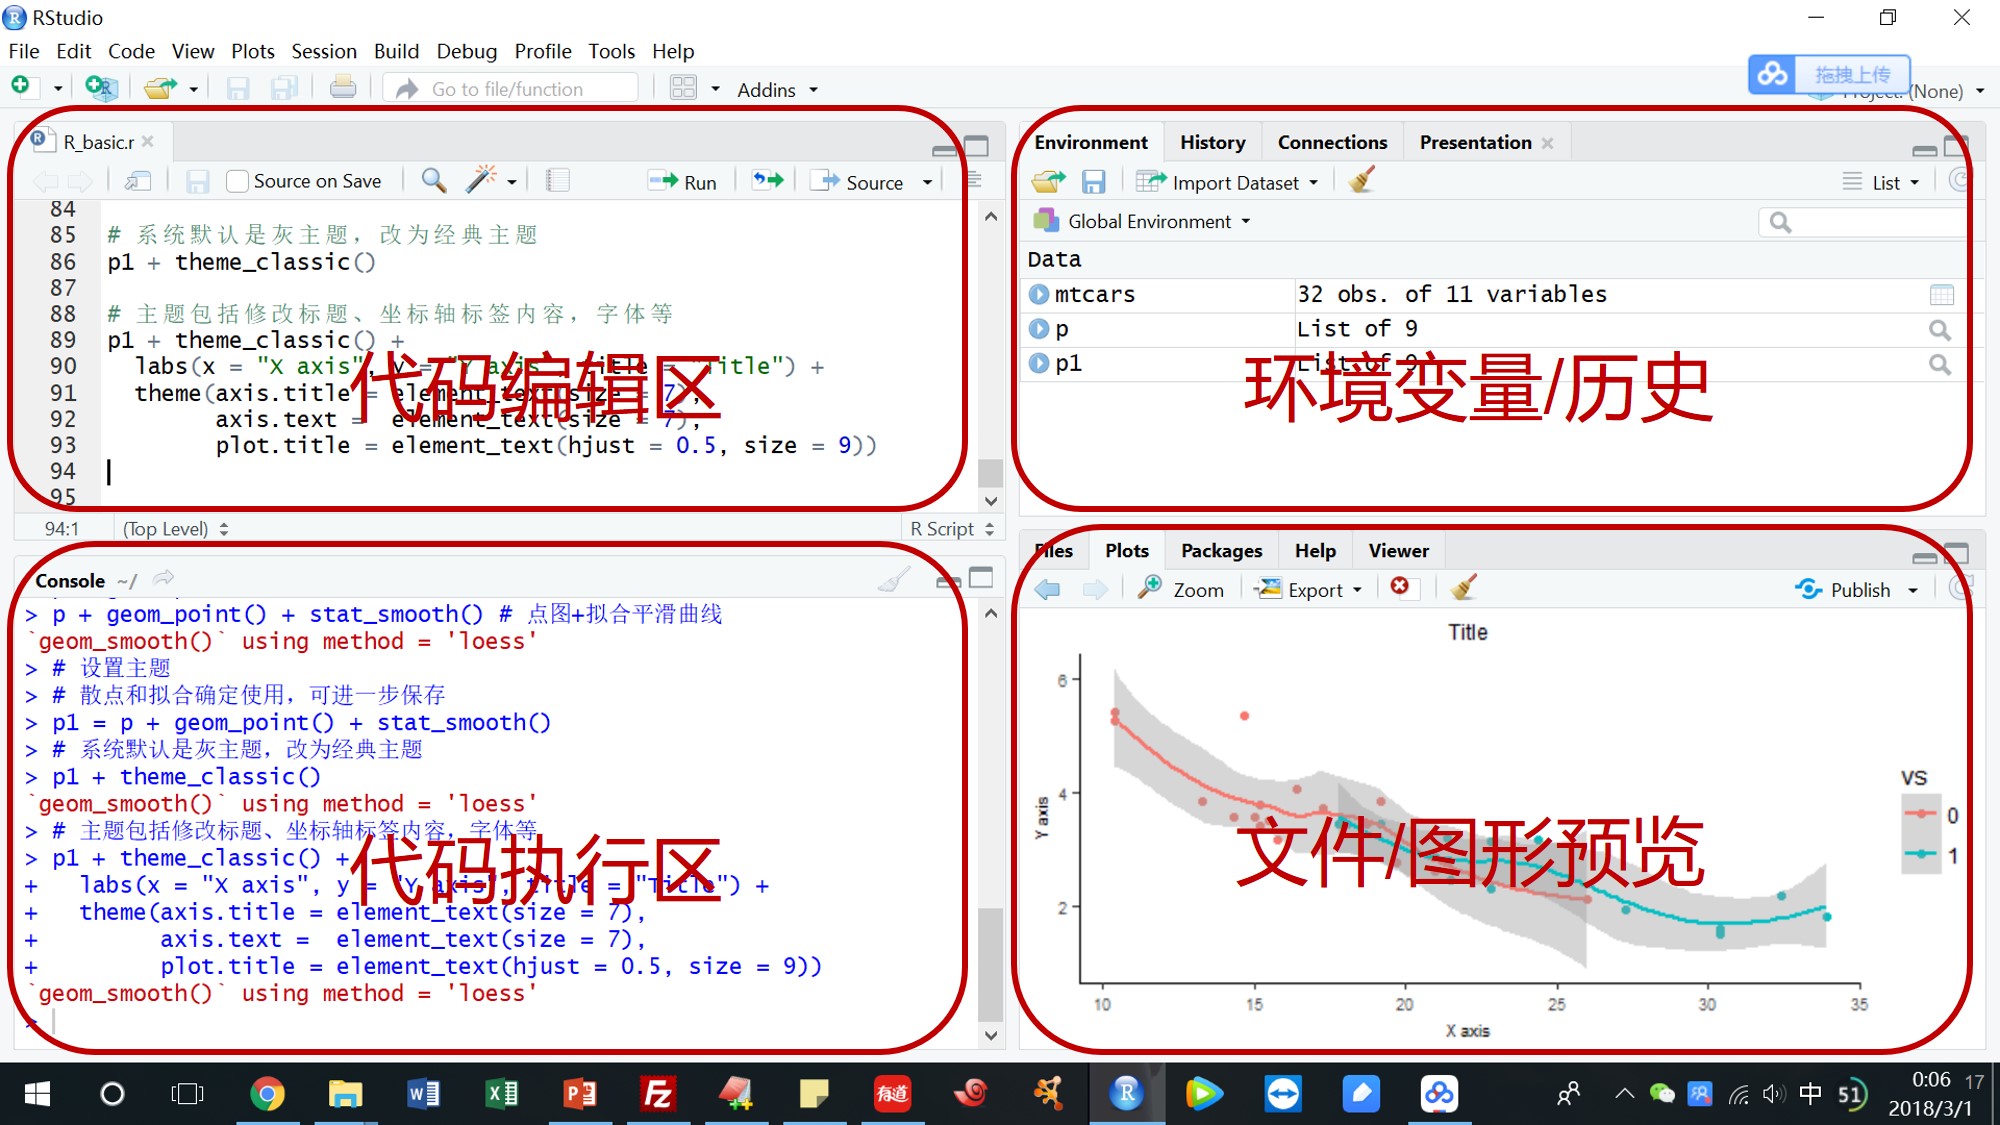 RStudio
File Edit Code View Plots Session Build Debug Profile Tools Help
Go to file/function Addins
拖拽上传
Project: (None)
R_basic.r
Source on Save Run Source
84
85 # 系统默认是灰主题，改为经典主题
86 p1 + theme_classic()
87
88 # 主题包括修改标题、坐标轴标签内容，字体等
89 p1 + theme_classic() +
90 labs(x = "X axis", y = "Y axis", title = "Title") +
91 theme(axis.title = element_text(size = 7),
92 axis.text = element_text(size = 7),
93 plot.title = element_text(hjust = 0.5, size = 9))
94
95
代码编辑区
94:1 (Top Level) R Script
Console ~/
> p + geom_point() + stat_smooth() # 点图+拟合平滑曲线
`geom_smooth()` using method = 'loess'
> # 设置主题
> # 散点和拟合确定使用，可进一步保存
> p1 = p + geom_point() + stat_smooth()
> # 系统默认是灰主题，改为经典主题
> p1 + theme_classic()
`geom_smooth()` using method = 'loess'
> # 主题包括修改标题、坐标轴标签内容，字体等
> p1 + theme_classic() +
+ labs(x = "X axis", y = "Y axis", title = "Title") +
+ theme(axis.title = element_text(size = 7),
+ axis.text = element_text(size = 7),
+ plot.title = element_text(hjust = 0.5, size = 9))
`geom_smooth()` using method = 'loess'
>
代码执行区
Environment History Connections Presentation
Import Dataset List
Global Environment
Data
mtcars 32 obs. of 11 variables
p List of 9
p1 List of 9
环境变量/历史
Files Plots Packages Help Viewer
Zoom Export Publish
Title
6
4
2
Y axis
10 15 20 25 30 35
X axis
VS
0
1
文件/图形预览
有道
中 51
0:06
2018/3/1
17